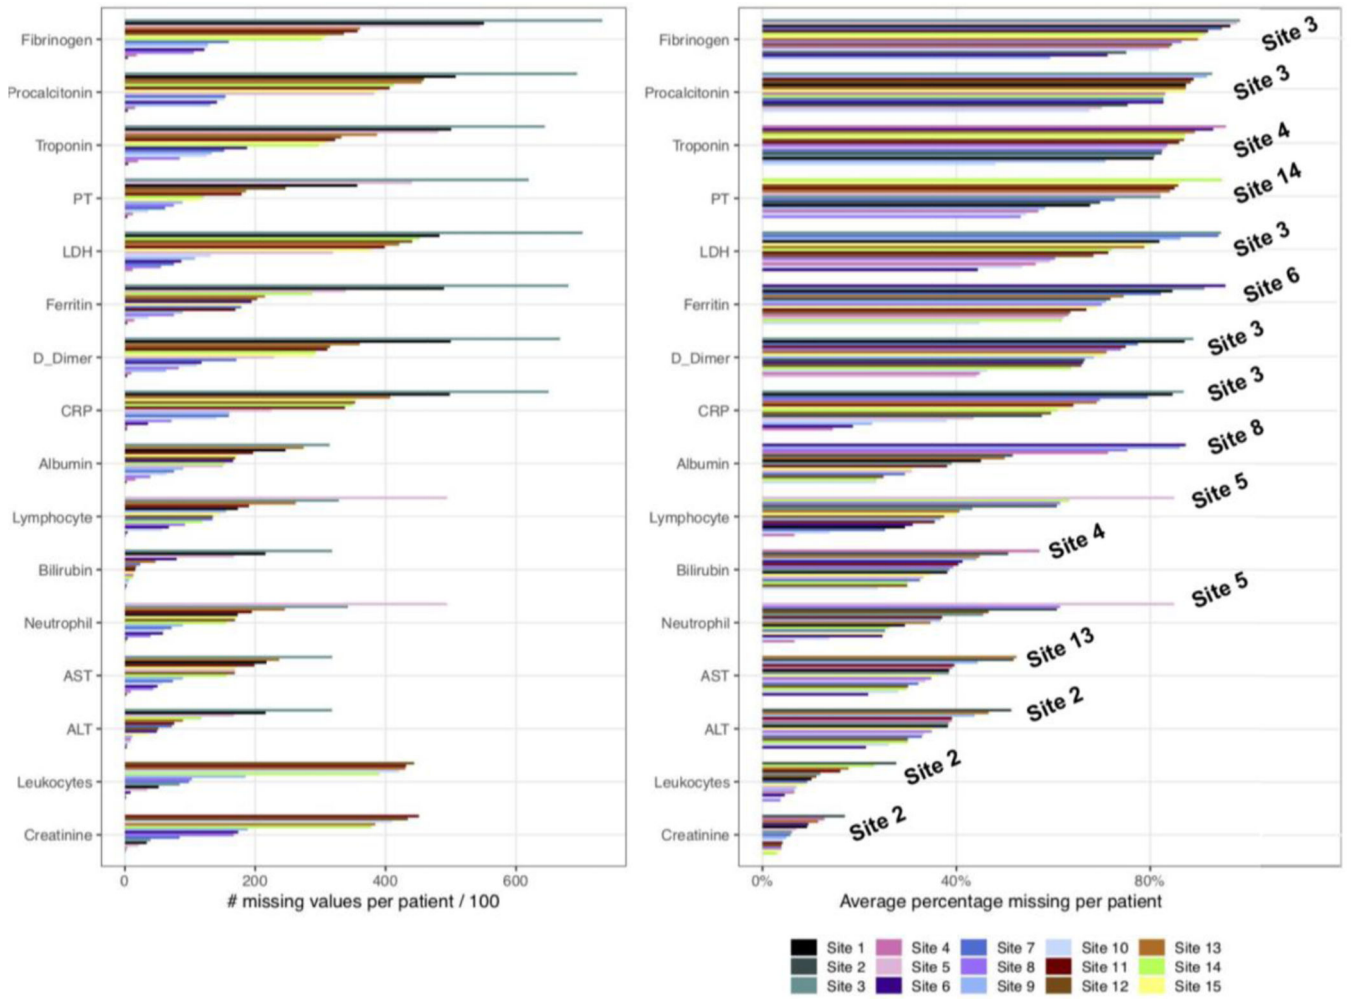 Fibrinogen
Procalcitonin
Troponin
PT
LDH
Ferritin
D_Dimer
CRP
Albumin
Lymphocyte
Bilirubin
Neutrophil
AST
ALT
Leukocytes
Creatinine
0 200 400 600
# missing values per patient / 100
Fibrinogen Site 3
Procalcitonin Site 3
Troponin Site 4
PT Site 14
LDH Site 3
Ferritin Site 6
D_Dimer Site 3
CRP Site 3
Albumin Site 8
Lymphocyte Site 5
Bilirubin Site 4
Neutrophil Site 5
AST Site 13
ALT Site 2
Leukocytes Site 2
Creatinine Site 2
0% 40% 80%
Average percentage missing per patient
Site 1 Site 4 Site 7 Site 10 Site 13
Site 2 Site 5 Site 8 Site 11 Site 14
Site 3 Site 6 Site 9 Site 12 Site 15